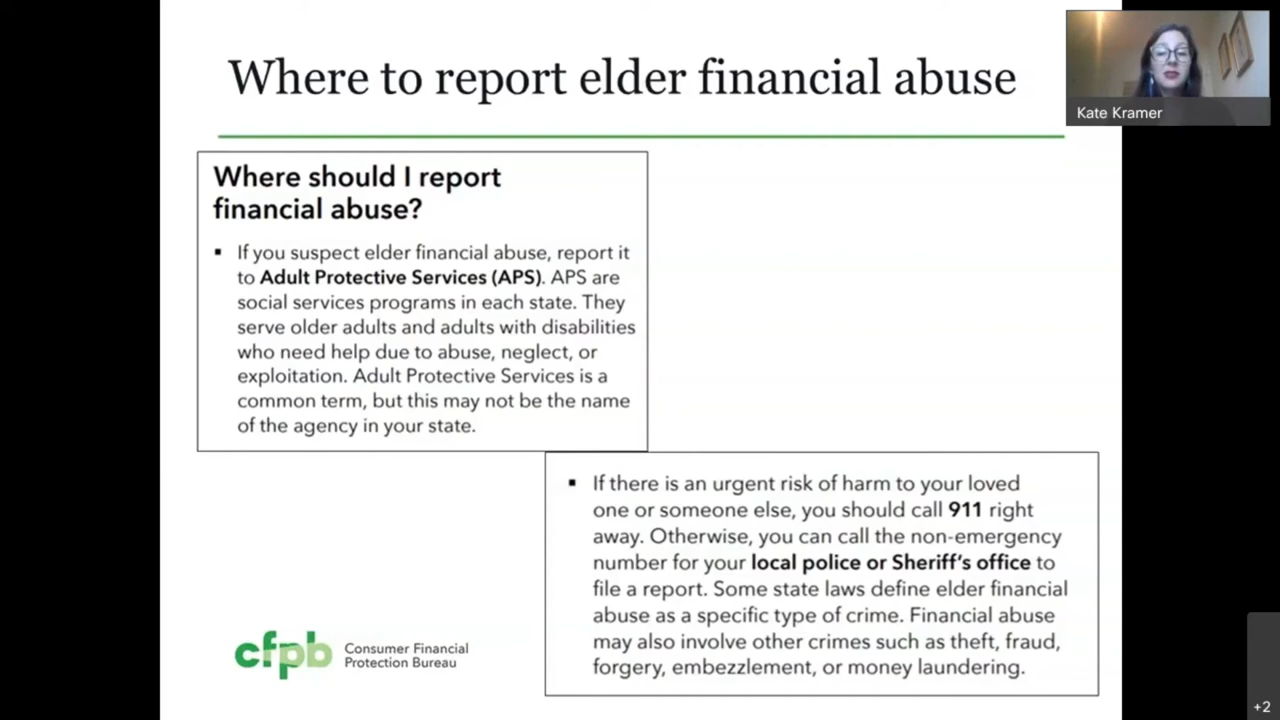 Where to report elder financial abuse
Kate Kramer
Where should I report
financial abuse?
▪ If you suspect elder financial abuse, report it
to Adult Protective Services (APS). APS are
social services programs in each state. They
serve older adults and adults with disabilities
who need help due to abuse, neglect, or
exploitation. Adult Protective Services is a
common term, but this may not be the name
of the agency in your state.
▪ If there is an urgent risk of harm to your loved
one or someone else, you should call 911 right
away. Otherwise, you can call the non-emergency
number for your local police or Sheriff's office to
file a report. Some state laws define elder financial
abuse as a specific type of crime. Financial abuse
may also involve other crimes such as theft, fraud,
forgery, embezzlement, or money laundering.
cfpb
Consumer Financial
Protection Bureau
+2